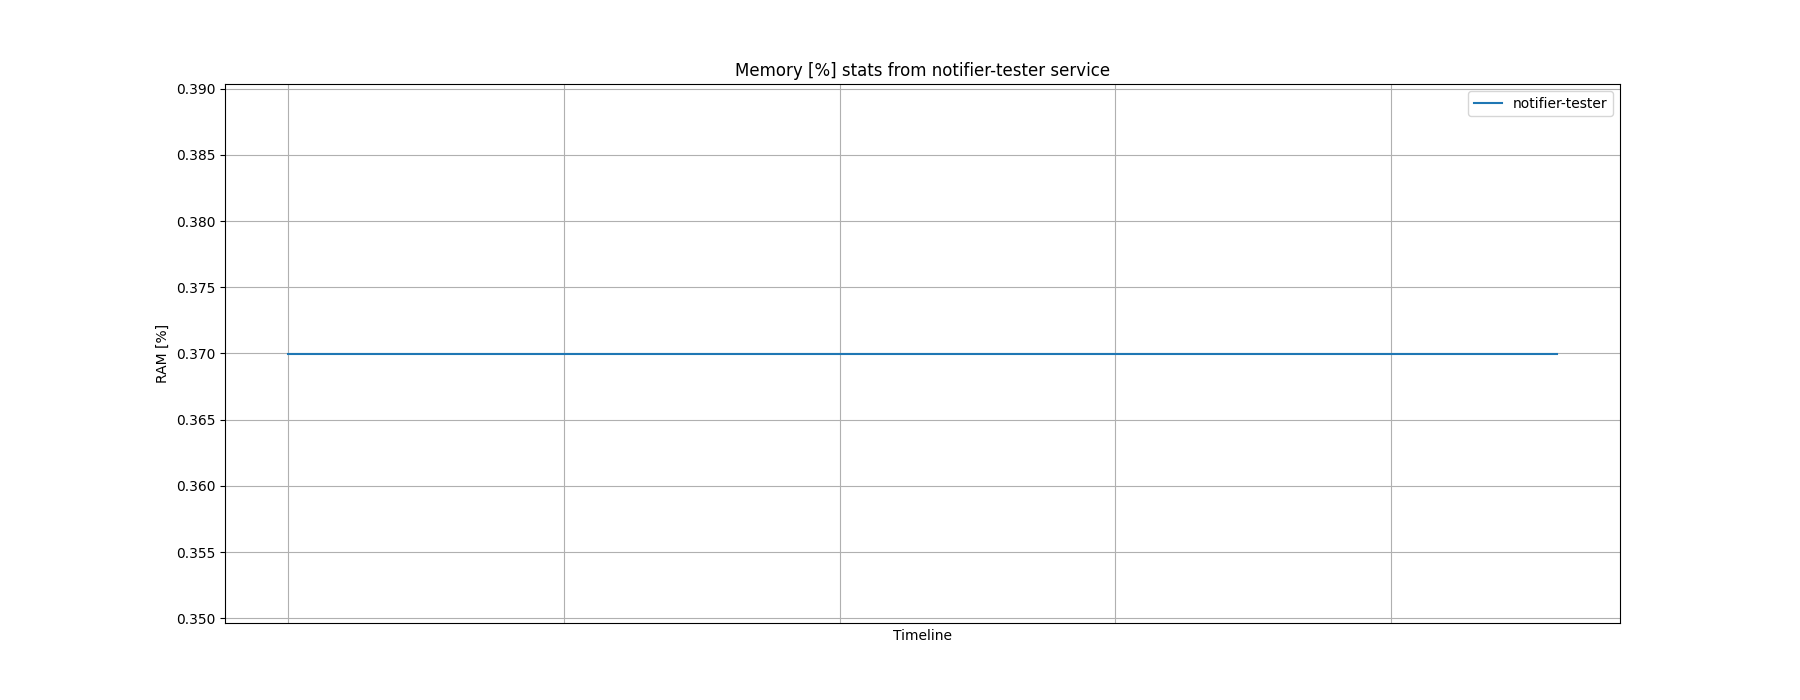 Memory [%] stats from notifier-tester service
notifier-tester
0.390
0.385
0.380
0.375
0.370
0.365
0.360
0.355
0.350
RAM [%]
Timeline